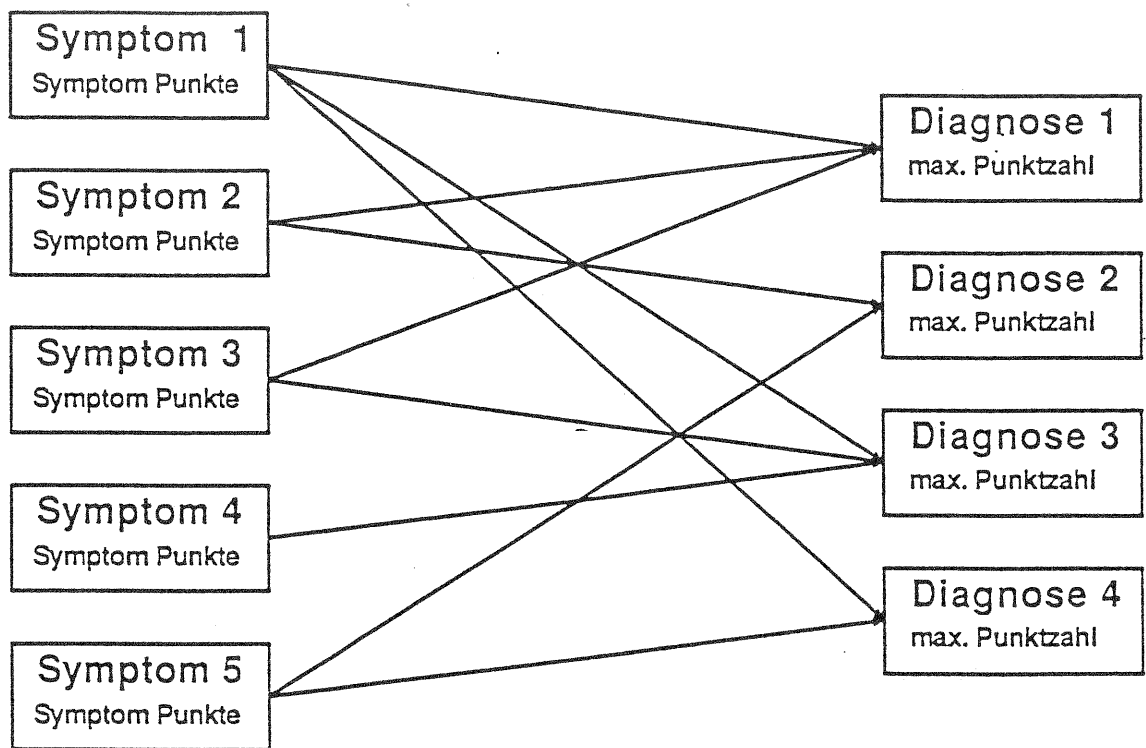 Symptom 1
Symptom Punkte
Symptom 2
Symptom Punkte
Symptom 3
Symptom Punkte
Symptom 4
Symptom Punkte
Symptom 5
Symptom Punkte
Diagnose 1
max. Punktzahl
Diagnose 2
max. Punktzahl
Diagnose 3
max. Punktzahl
Diagnose 4
max. Punktzahl